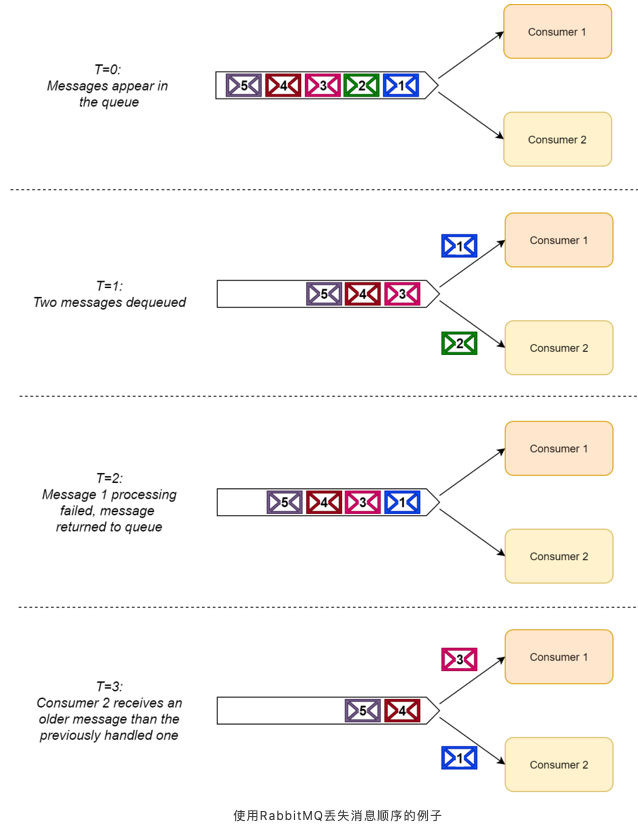 Consumer 1
T=0:
Messages appear in
the queue
5 4 3 2 1
Consumer 2
Consumer 1
1
T=1:
Two messages dequeued
5 4 3
2
Consumer 2
Consumer 1
T=2:
Message 1 processing
failed, message
returned to queue
5 4 3 1
Consumer 2
3
Consumer 1
T=3:
Consumer 2 receives an
older message than the
previously handled one
5 4
1
Consumer 2
使用RabbitMQ丢失消息顺序的例子